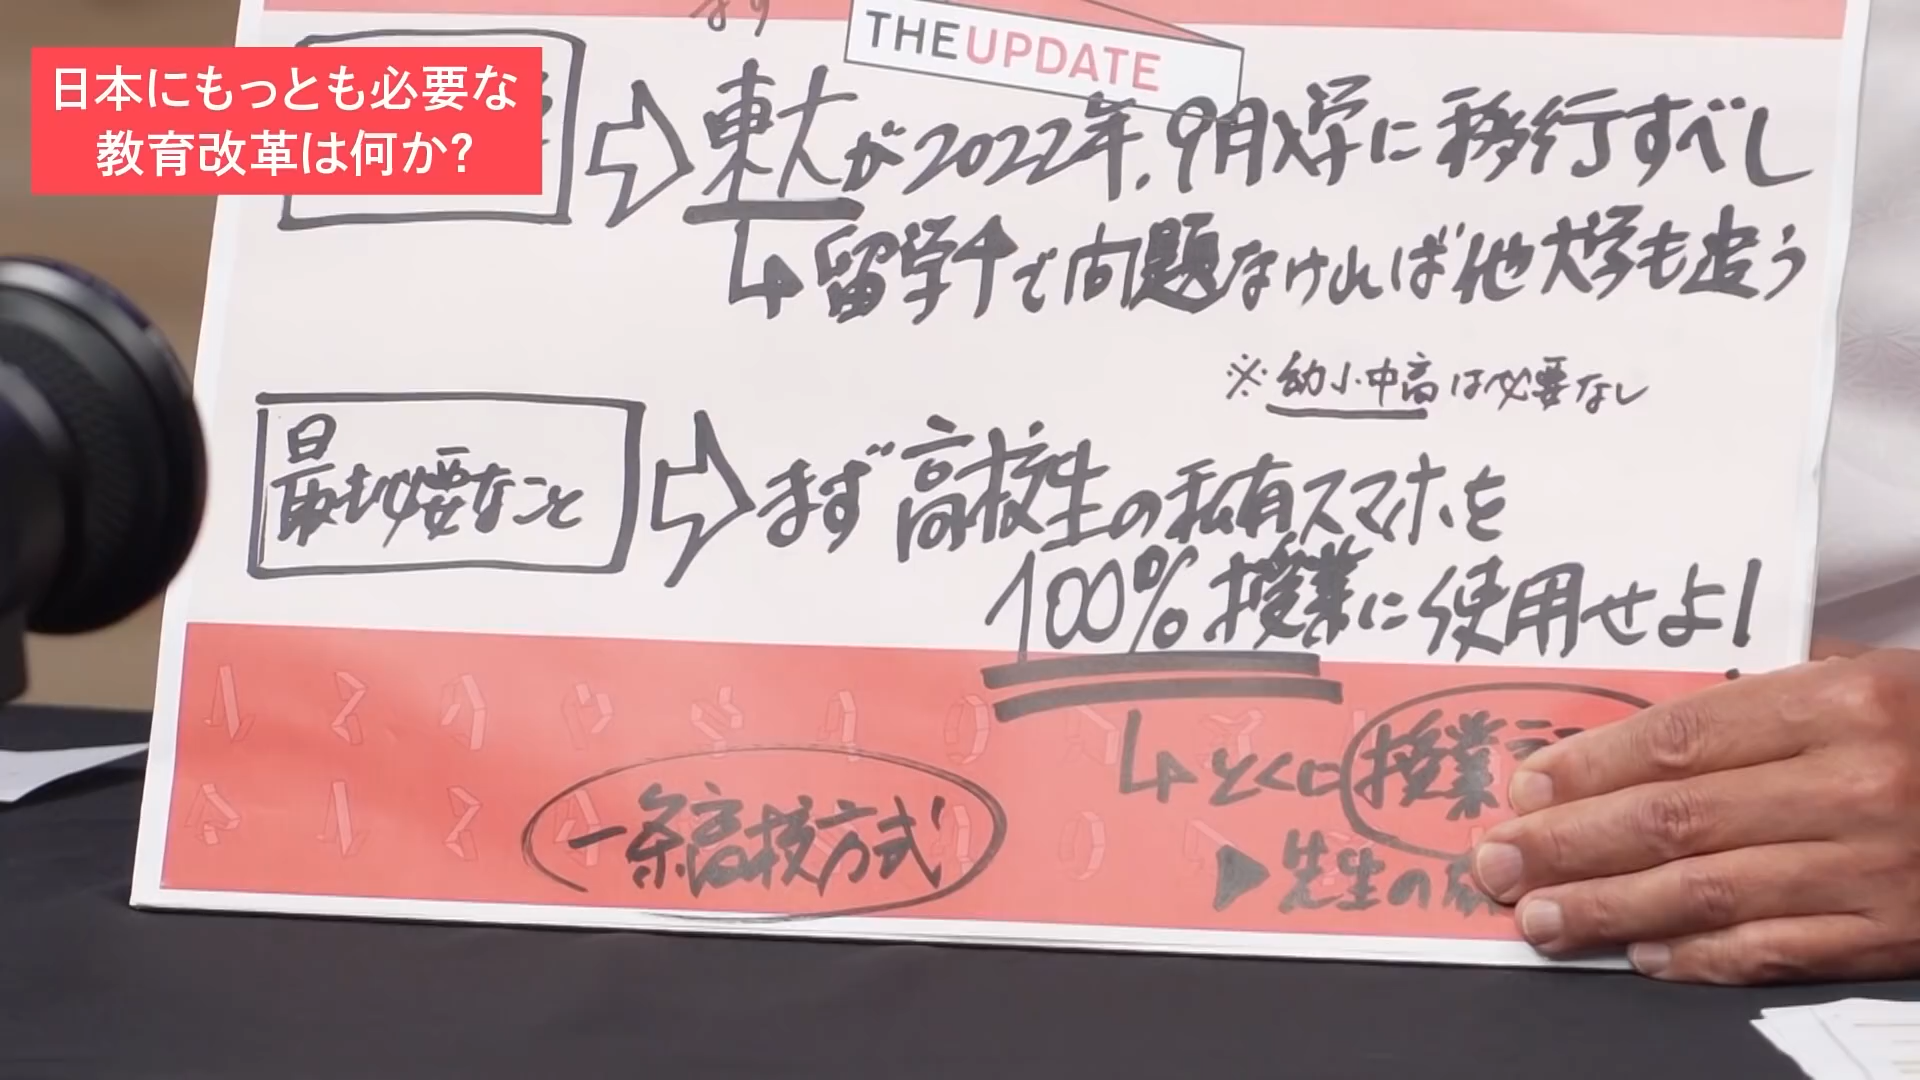 日本にもっとも必要な
教育改革は何か?
THE UPDATE
東大が2022年.9月入学に移行すべし
↳留学千で問題なければ他大学も追う
※幼小中高は必要なし
最も必要なこと
まず高校生の私有スマホを
100%授業に使用せよ!
↳とくに授業
▶先生の
一条高校方式